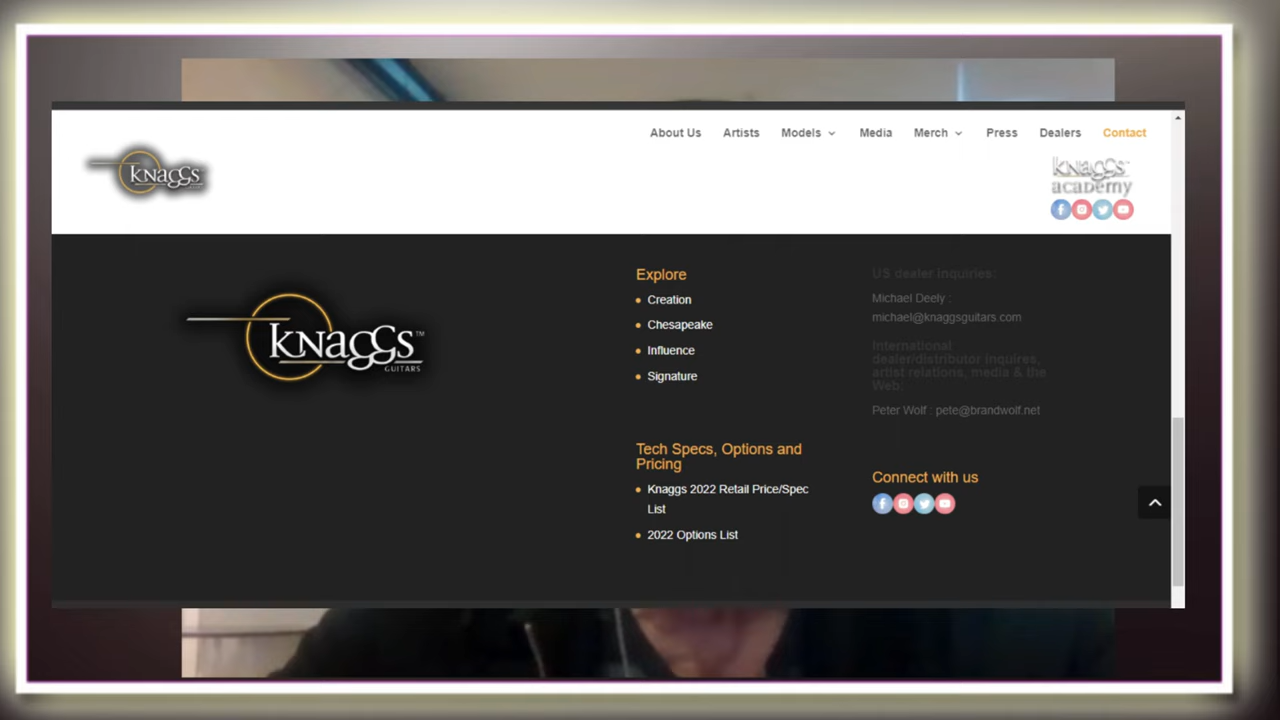 About Us Artists Models Media Merch Press Dealers Contact
Knaggs
Knaggs
academy
Knaggs™
GUITARS
Explore
Creation
Chesapeake
Influence
Signature
Tech Specs, Options and
Pricing
Knaggs 2022 Retail Price/Spec
List
2022 Options List
US dealer inquiries:
Michael Deely :
michael@knaggsguitars.com
International
dealer/distributor inquires,
artist relations, media & the
Web:
Peter Wolf : pete@brandwolf.net
Connect with us